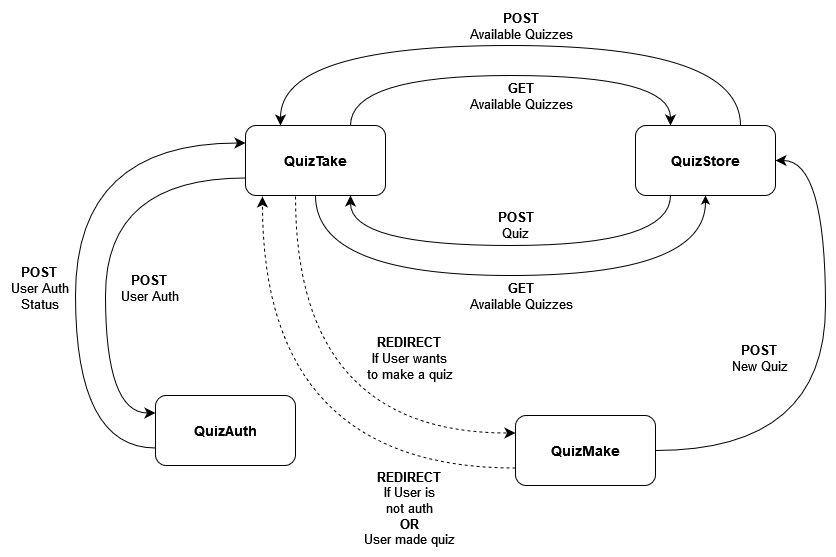 POST
Available Quizzes
GET
Available Quizzes
QuizTake
QuizStore
POST
Quiz
POST
User Auth
Status
POST
User Auth
GET
Available Quizzes
REDIRECT
If User wants
to make a quiz
POST
New Quiz
QuizAuth
QuizMake
REDIRECT
If User is
not auth
OR
User made quiz